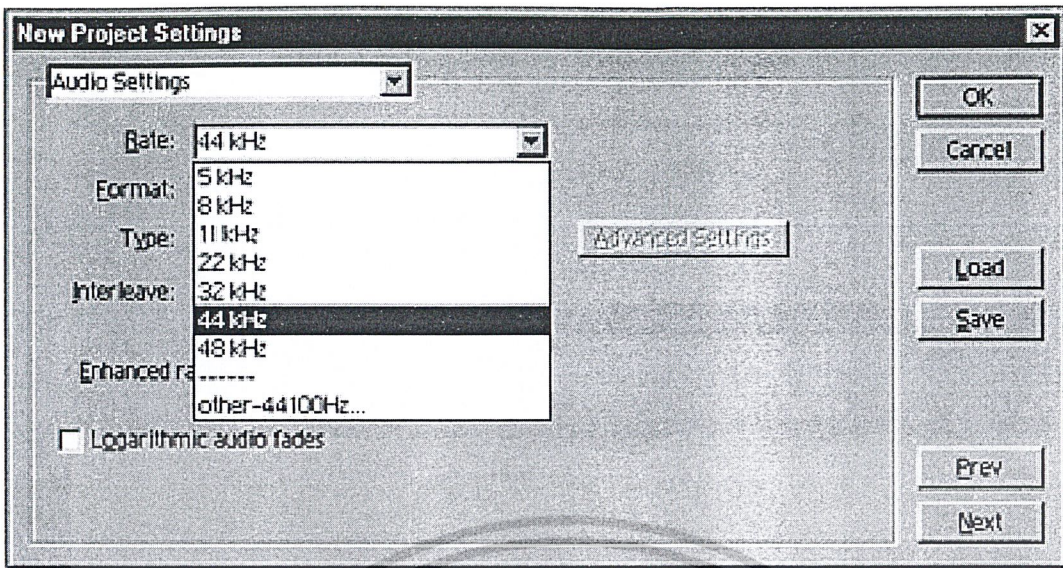 New Project Settings
Audio Settings
Rate: 44 kHz
Format:
Type:
Interleave:
Enhanced ra
5 kHz
8 kHz
11 kHz
22 kHz
32 kHz
44 kHz
48 kHz
------
other-44100Hz...
Advanced Settings
Logarithmic audio fades
OK
Cancel
Load
Save
Prev
Next